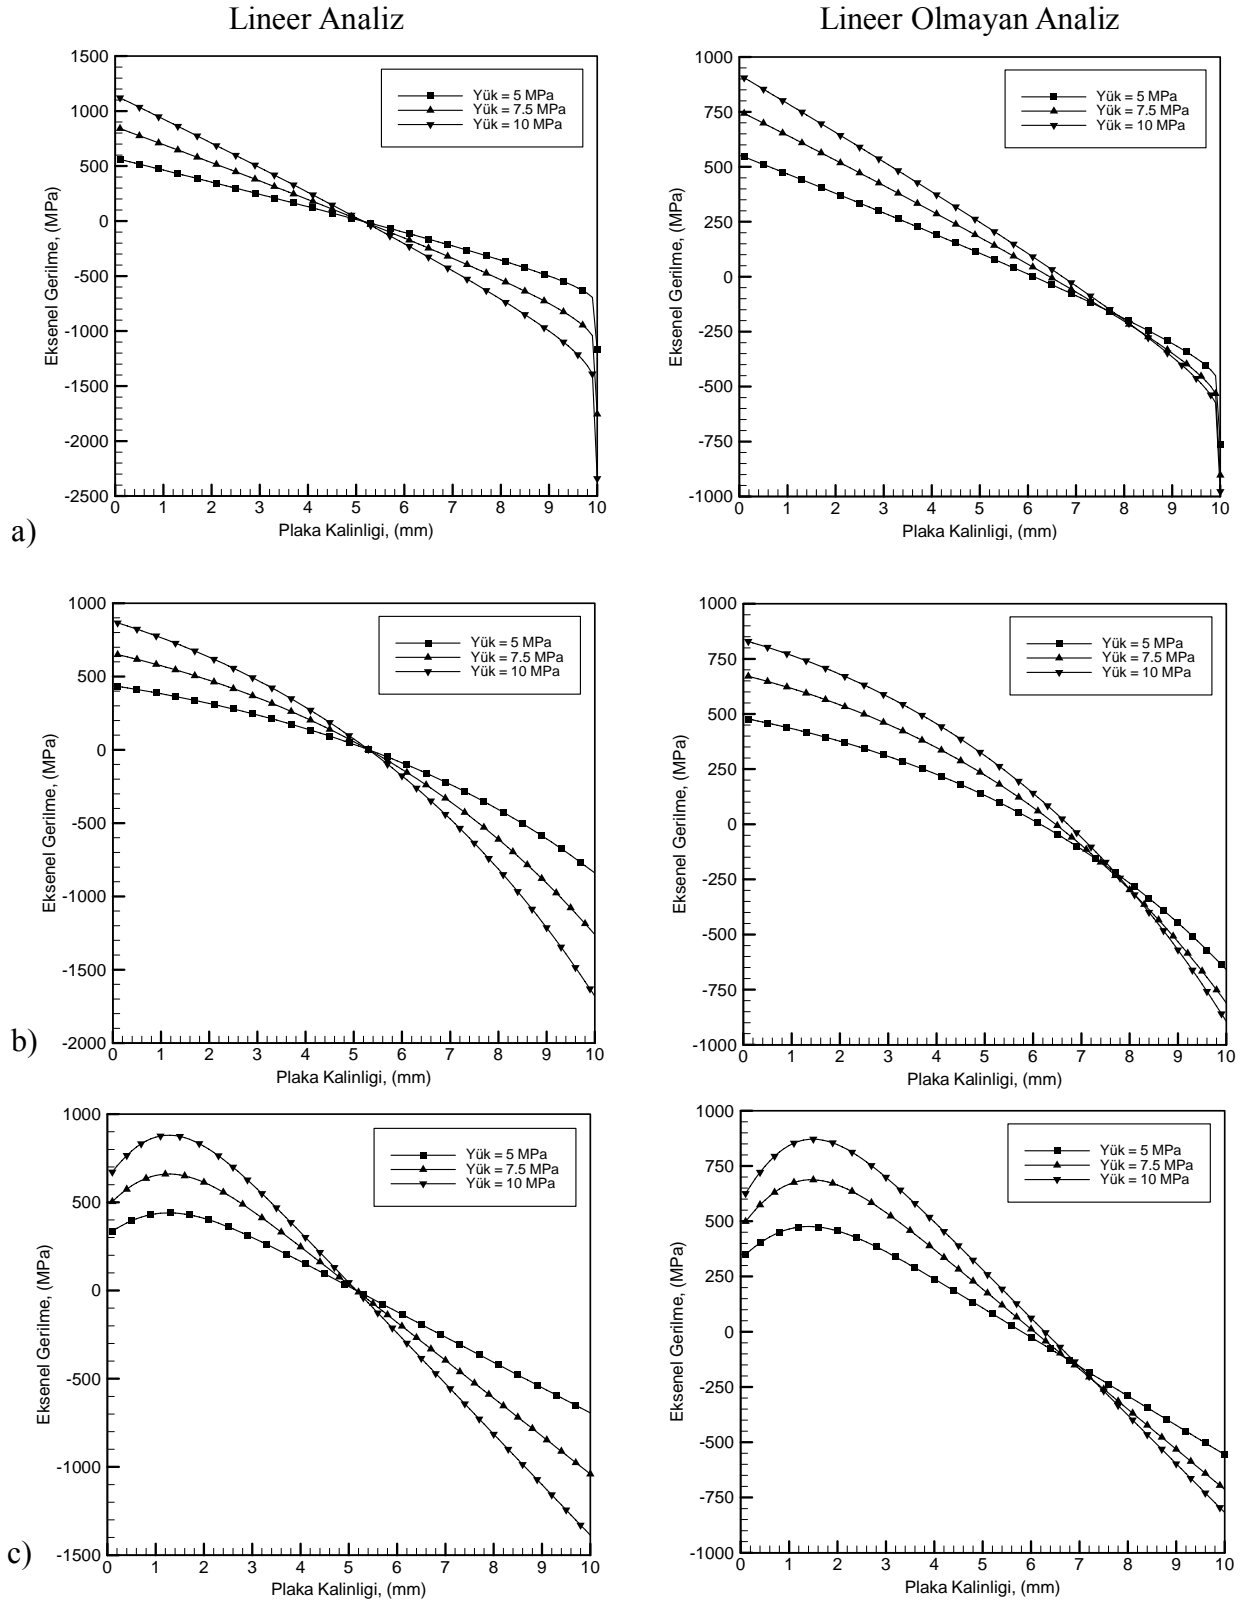 Lineer Analiz
Lineer Olmayan Analiz
1500
1000
500
0
-500
-1000
-1500
-2000
-2500
Eksenel Gerilme, (MPa)
Yük = 5 MPa
Yük = 7.5 MPa
Yük = 10 MPa
0 1 2 3 4 5 6 7 8 9 10
Plaka Kalinligi, (mm)
1000
750
500
250
0
-250
-500
-750
-1000
Eksenel Gerilme, (MPa)
Yük = 5 MPa
Yük = 7.5 MPa
Yük = 10 MPa
0 1 2 3 4 5 6 7 8 9 10
Plaka Kalinligi, (mm)
a)
1000
500
0
-500
-1000
-1500
-2000
Eksenel Gerilme, (MPa)
Yük = 5 MPa
Yük = 7.5 MPa
Yük = 10 MPa
0 1 2 3 4 5 6 7 8 9 10
Plaka Kalinligi, (mm)
1000
750
500
250
0
-250
-500
-750
-1000
Eksenel Gerilme, (MPa)
Yük = 5 MPa
Yük = 7.5 MPa
Yük = 10 MPa
0 1 2 3 4 5 6 7 8 9 10
Plaka Kalinligi, (mm)
b)
1000
500
0
-500
-1000
-1500
Eksenel Gerilme, (MPa)
Yük = 5 MPa
Yük = 7.5 MPa
Yük = 10 MPa
0 1 2 3 4 5 6 7 8 9 10
Plaka Kalinligi, (mm)
1000
750
500
250
0
-250
-500
-750
-1000
Eksenel Gerilme, (MPa)
Yük = 5 MPa
Yük = 7.5 MPa
Yük = 10 MPa
0 1 2 3 4 5 6 7 8 9 10
Plaka Kalinligi, (mm)
c)